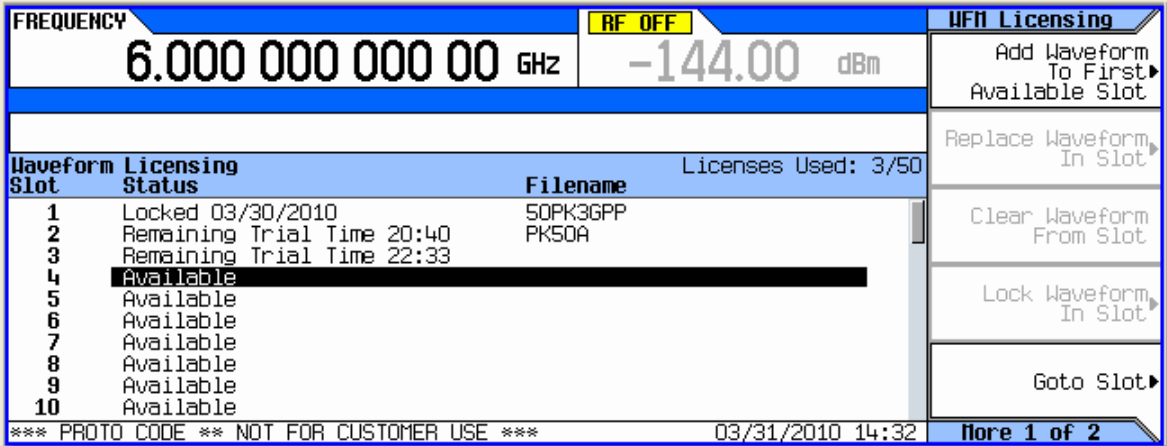 FREQUENCY
6.000 000 000 00 GHz
RF OFF
-144.00 dBm
Waveform Licensing
Licenses Used: 3/50
Slot Status Filename
1 Locked 03/30/2010 50PK3GPP
2 Remaining Trial Time 20:40 PK50A
3 Remaining Trial Time 22:33
4 Available
5 Available
6 Available
7 Available
8 Available
9 Available
10 Available
*** PROTO CODE ** NOT FOR CUSTOMER USE ***
03/31/2010 14:32
WFM Licensing
Add Waveform
To First
Available Slot
Replace Waveform
In Slot
Clear Waveform
From Slot
Lock Waveform
In Slot
Goto Slot
More 1 of 2